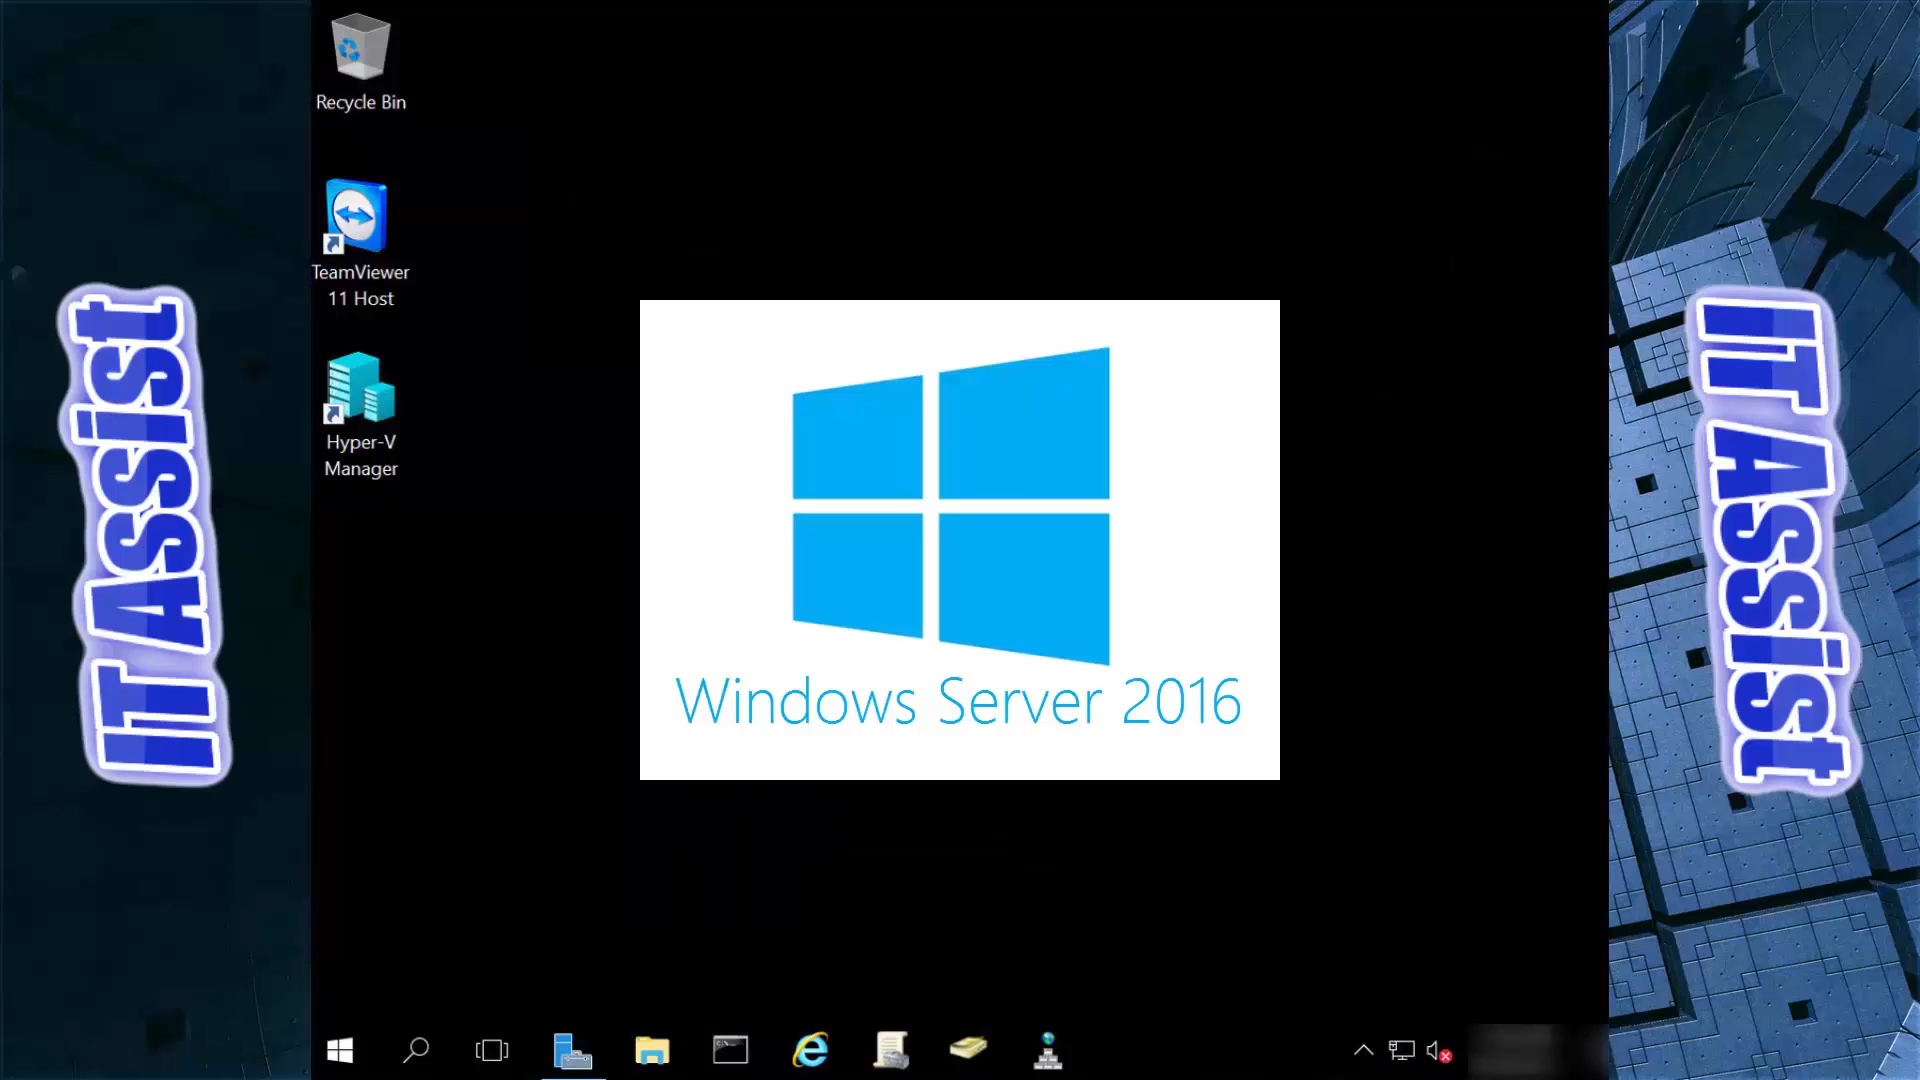 Recycle Bin
TeamViewer
11 Host
Hyper-V
Manager
IT Assist
Windows Server 2016
IT Assist